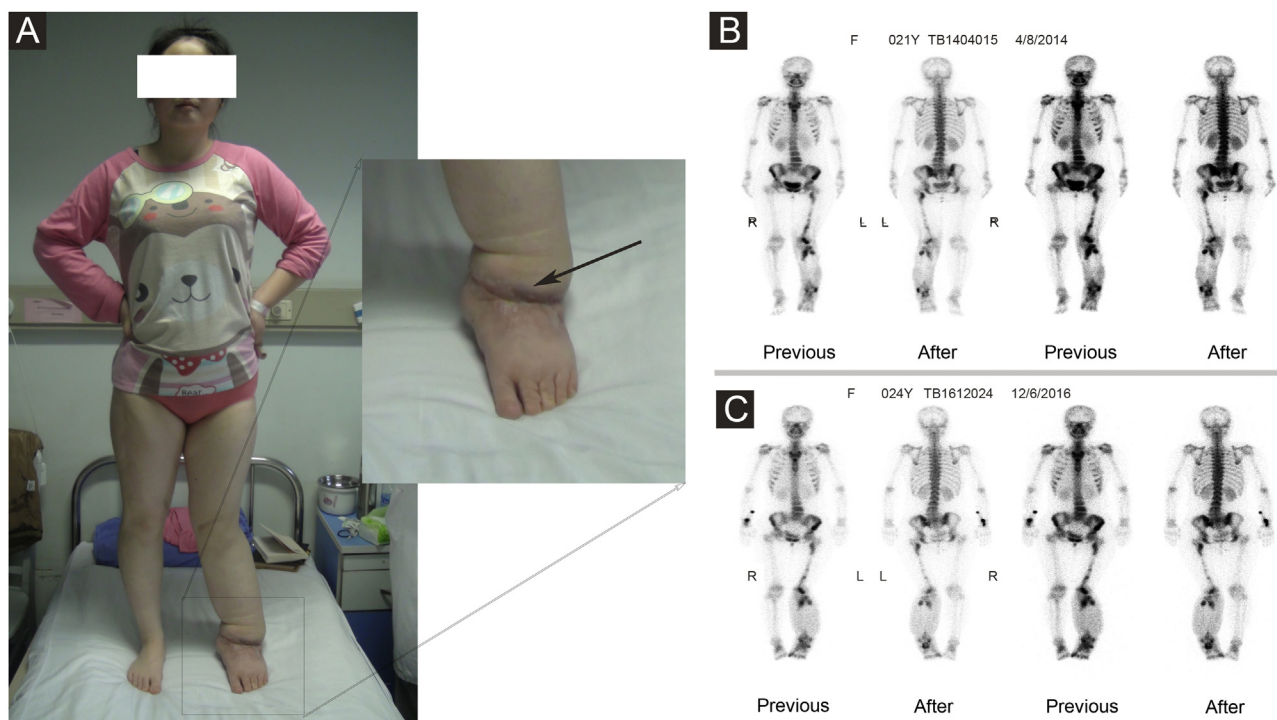 A
BEAR
B
F 021Y TB1404015 4/8/2014
R L L R
Previous After Previous After
C
F 024Y TB1612024 12/6/2016
R L L R
Previous After Previous After